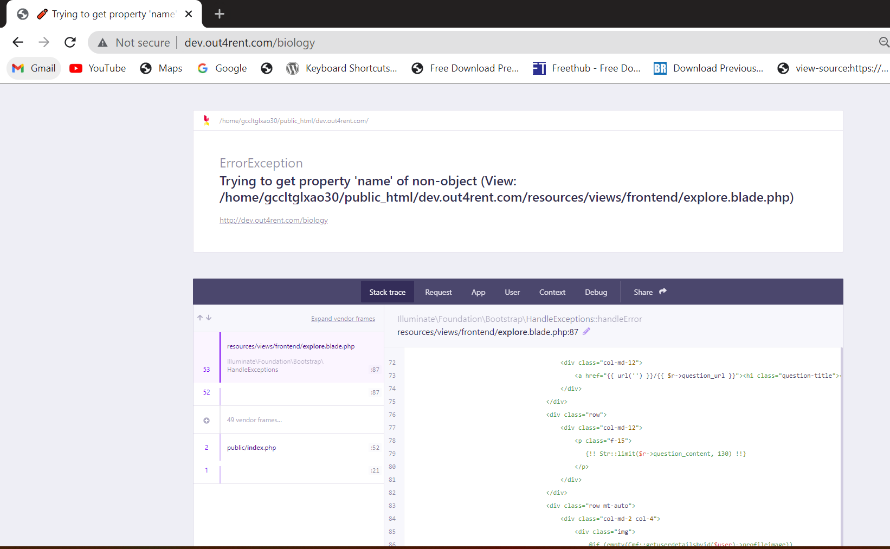 Trying to get property 'name'
Not secure | dev.out4rent.com/biology
Gmail YouTube Maps Google Keyboard Shortcuts... Free Download Pre... Freethub - Free Do... Download Previous... view-source:https://...
/home/gccltglxao30/public_html/dev.out4rent.com/
ErrorException
Trying to get property 'name' of non-object (View:
/home/gccltglxao30/public_html/dev.out4rent.com/resources/views/frontend/explore.blade.php)
http://dev.out4rent.com/biology
Stack trace Request App User Context Debug Share
Expand vendor frames
resources/views/frontend/explore.blade.php
Illuminate\Foundation\Bootstrap\
53 HandleExceptions :87
52 :87
49 vendor frames...
2 public/index.php :52
1 :21
Illuminate\Foundation\Bootstrap\HandleExceptions::handleError
resources/views/frontend/explore.blade.php:87
72 <div class="col-md-12">
73 <a href="{{ url('') }}/{{ $r->question_url }}"><h1 class="question-title">
74 </div>
75 </div>
76 <div class="row">
77 <div class="col-md-12">
78 <p class="f-15">
79 {!! Str::limit($r->question_content, 130) !!}
80 </p>
81 </div>
82 </div>
83 <div class="row mt-auto">
84 <div class="col-md-2 col-4">
85 <div class="img">
86